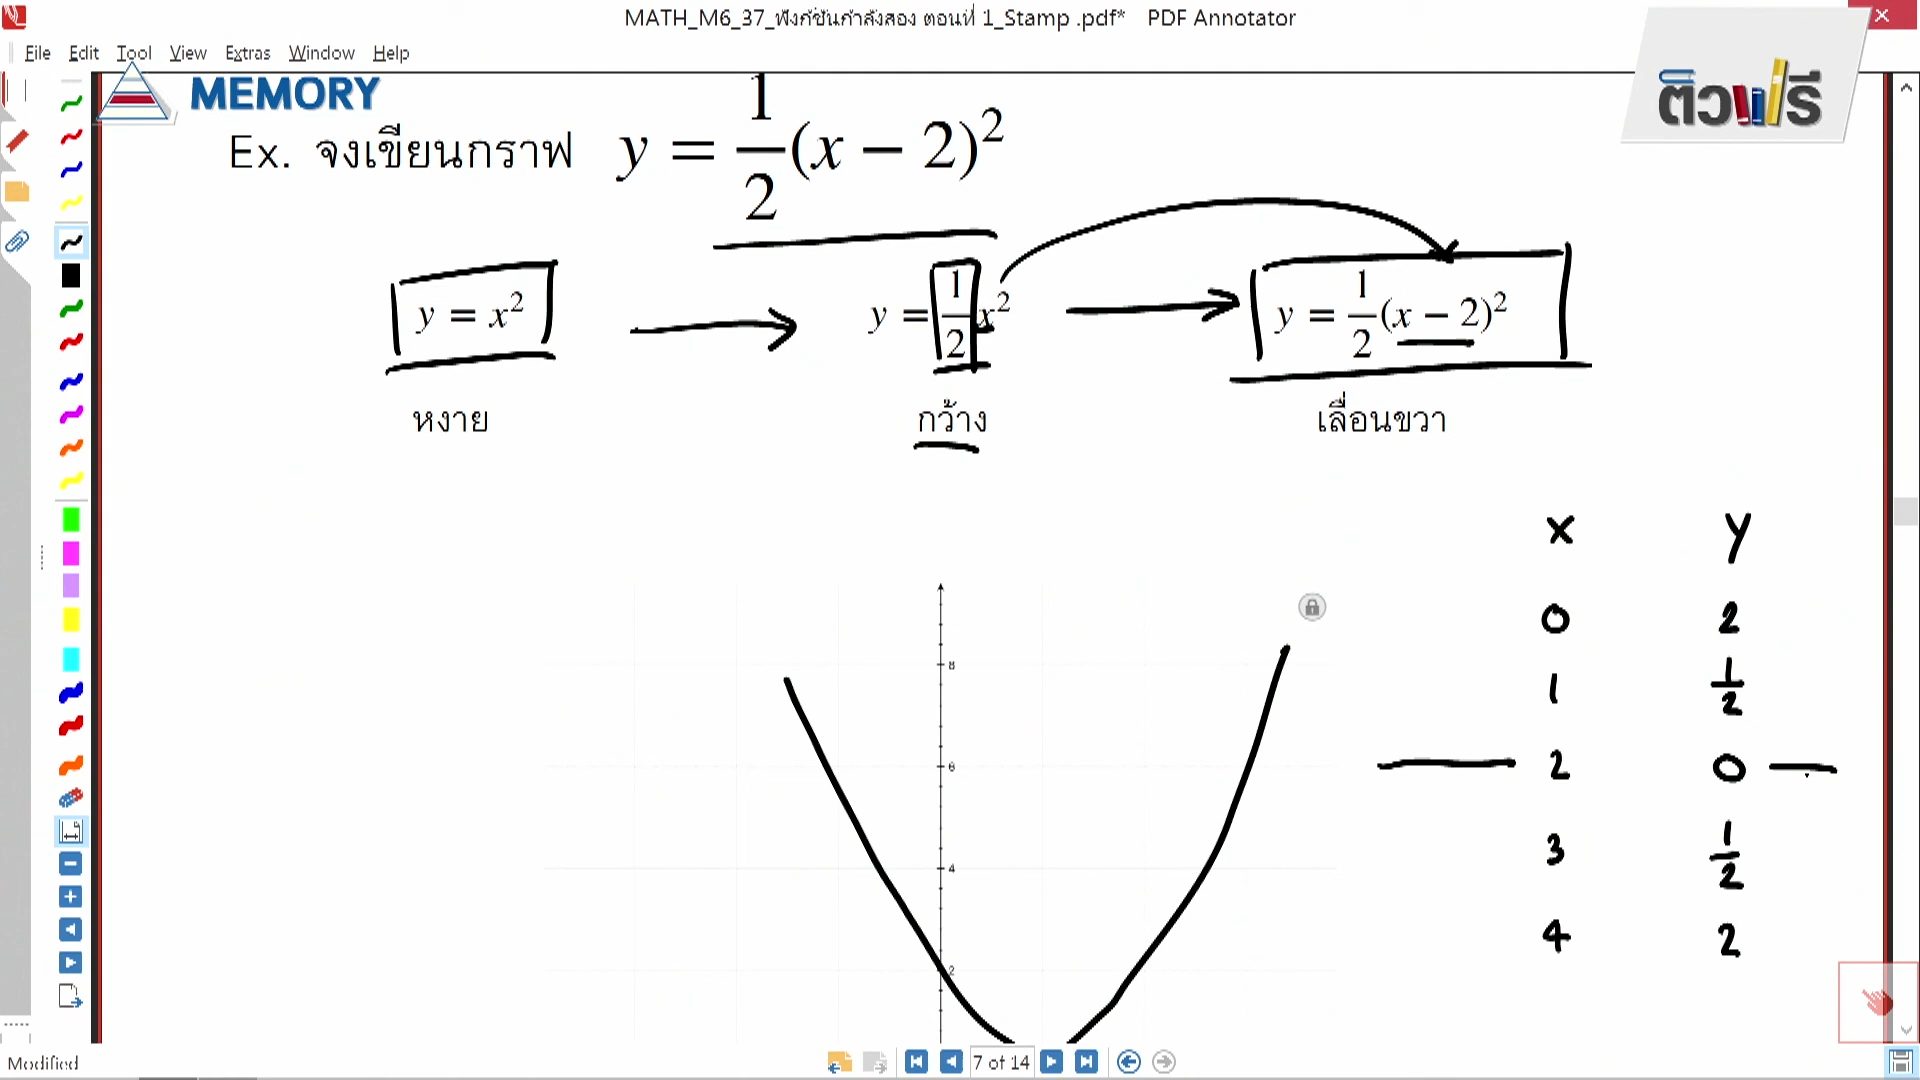 MATH_M6_37_ฟังก์ชันกำลังสอง ตอนที่ 1_Stamp .pdf* PDF Annotator
File Edit Tool View Extras Window Help
MEMORY
ติวฟรี
Ex. จงเขียนกราฟ y = 1/2 (x − 2)²
y = x² y = 1/2 x² y = 1/2 (x − 2)²
หงาย กว้าง เลื่อนขวา
x y
0 2
1 1/2
2 0
3 1/2
4 2
8
6
4
2
Modified 7 of 14